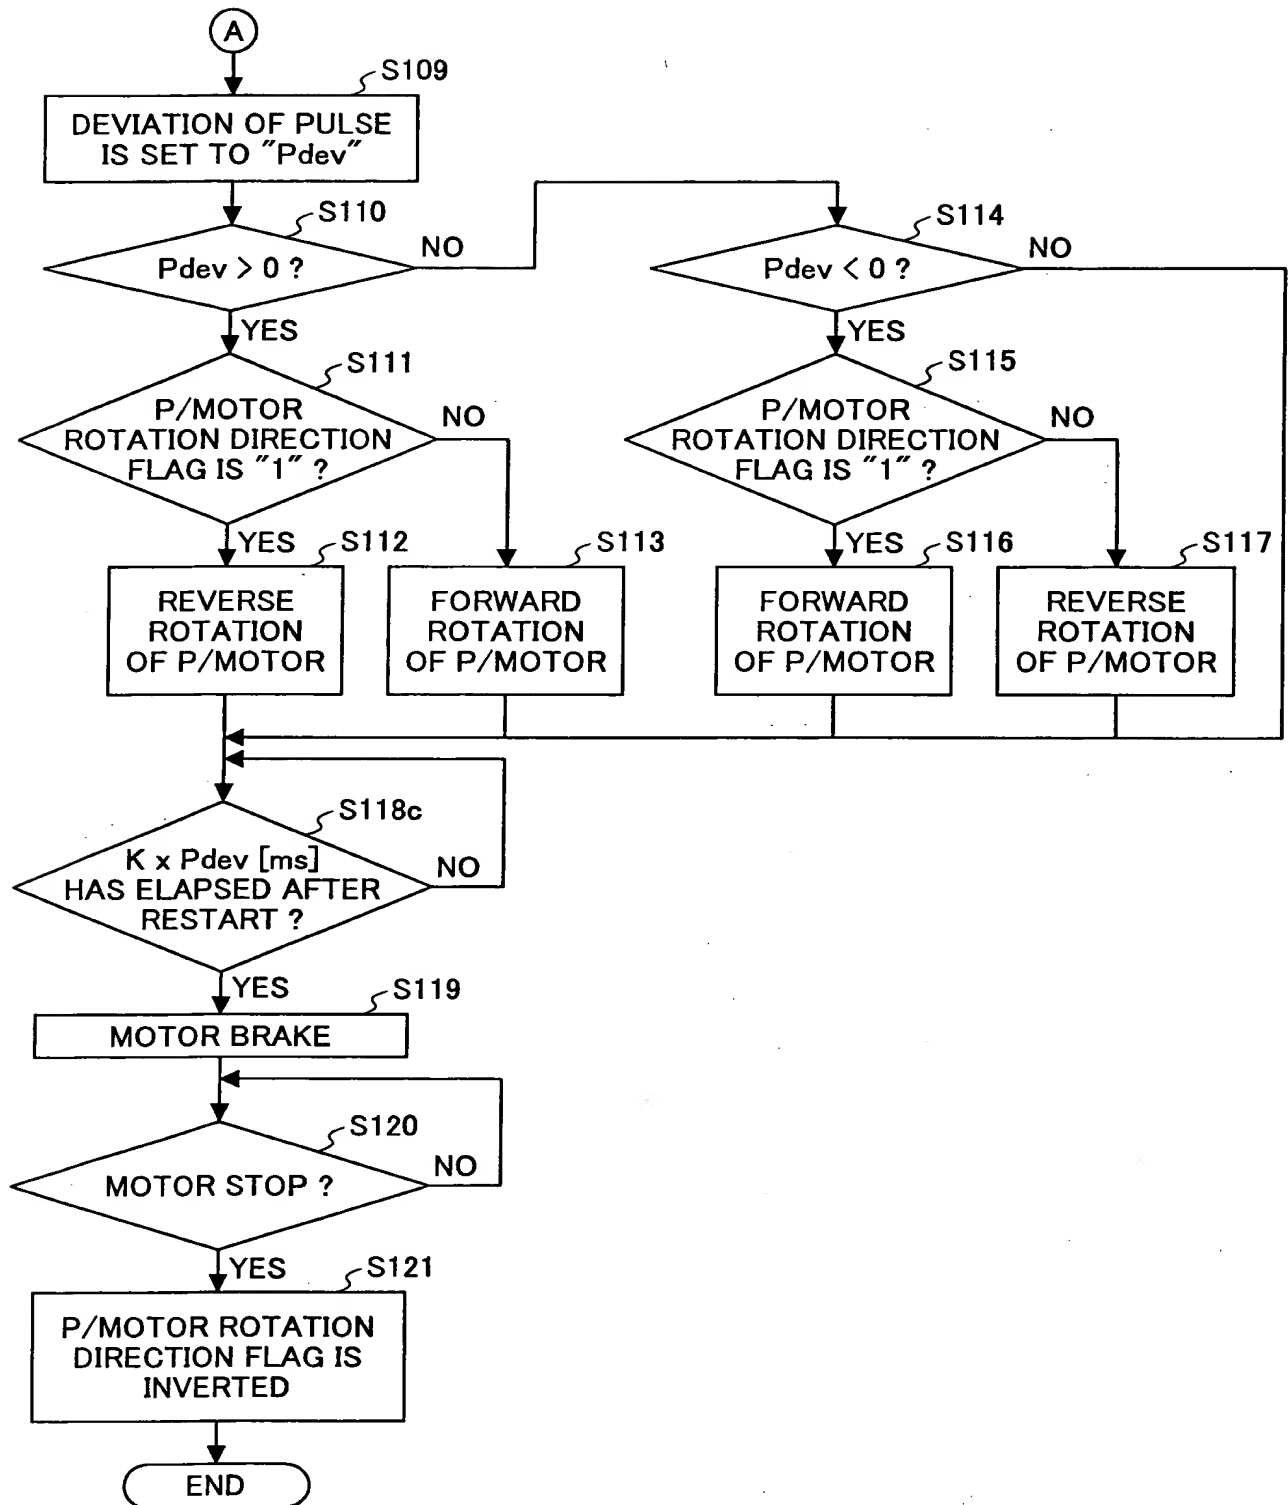 A
S109
DEVIATION OF PULSE
IS SET TO "Pdev"
S110
Pdev > 0 ?
NO
YES
S114
Pdev < 0 ?
NO
YES
S111
P/MOTOR
ROTATION DIRECTION
FLAG IS "1" ?
NO
YES
S115
P/MOTOR
ROTATION DIRECTION
FLAG IS "1" ?
NO
YES
S112
REVERSE
ROTATION
OF P/MOTOR
S113
FORWARD
ROTATION
OF P/MOTOR
S116
FORWARD
ROTATION
OF P/MOTOR
S117
REVERSE
ROTATION
OF P/MOTOR
S118c
K x Pdev [ms]
HAS ELAPSED AFTER
RESTART ?
NO
YES
S119
MOTOR BRAKE
S120
MOTOR STOP ?
NO
YES
S121
P/MOTOR ROTATION
DIRECTION FLAG IS
INVERTED
END